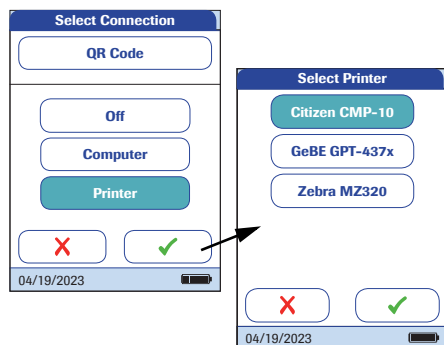 Select Connection
QR Code
Off
Computer
Printer
04/19/2023
Select Printer
Citizen CMP-10
GeBE GPT-437x
Zebra MZ320
04/19/2023